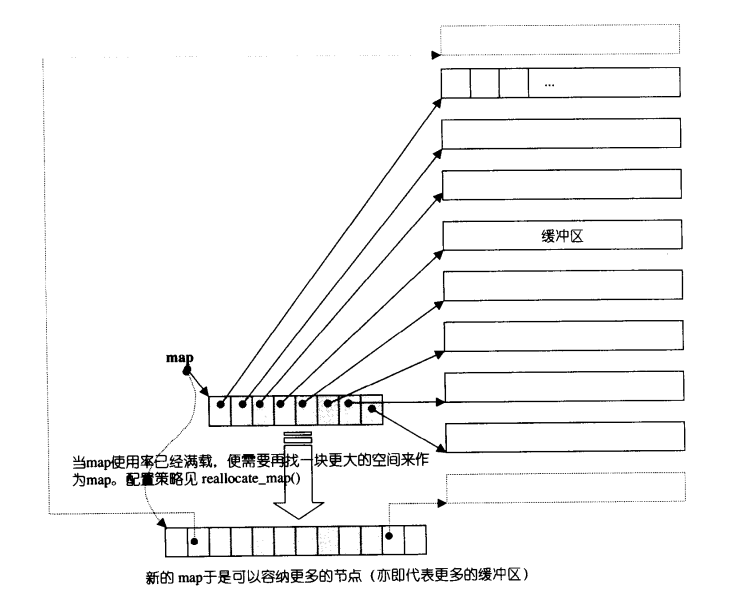 ...
缓冲区
map
当map使用率已经满载，便需要再找一块更大的空间来作
为map。配置策略见 reallocate_map()
新的 map于是可以容纳更多的节点（亦即代表更多的缓冲区）